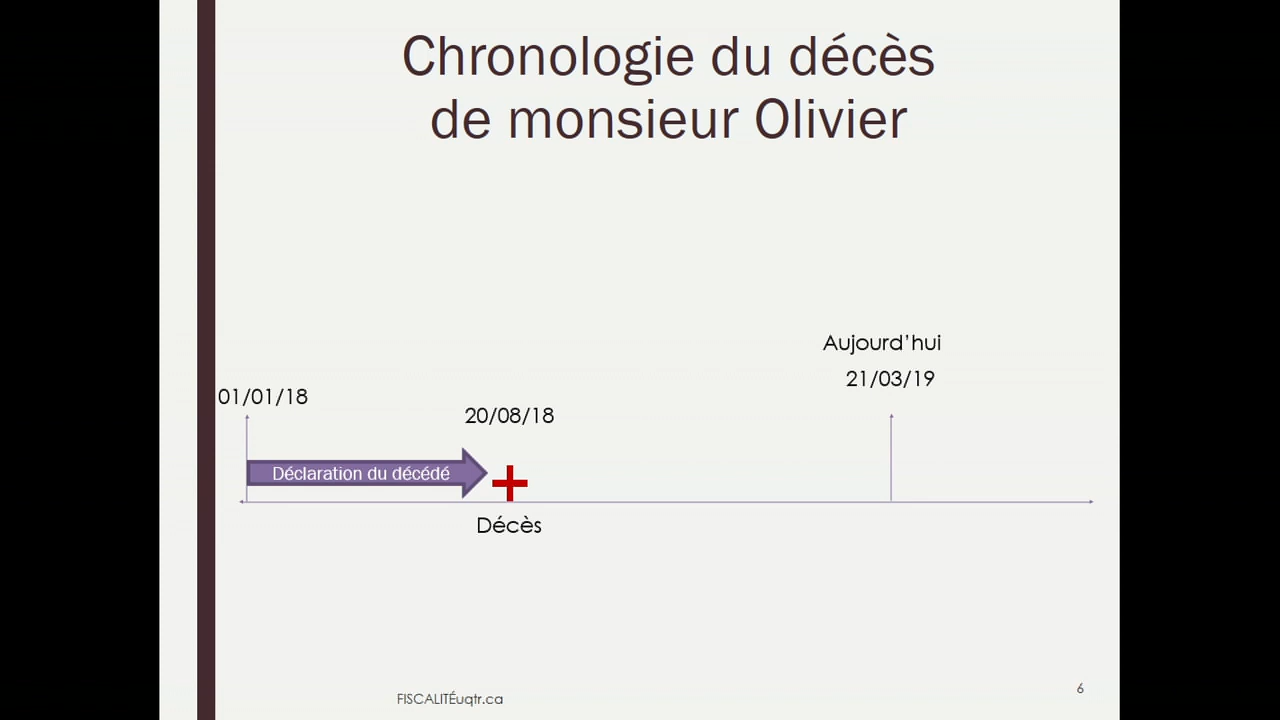 Chronologie du décès
de monsieur Olivier
Aujourd’hui
21/03/19
01/01/18
20/08/18
Déclaration du décédé
Décès
FISCALITÉuqtr.ca
6